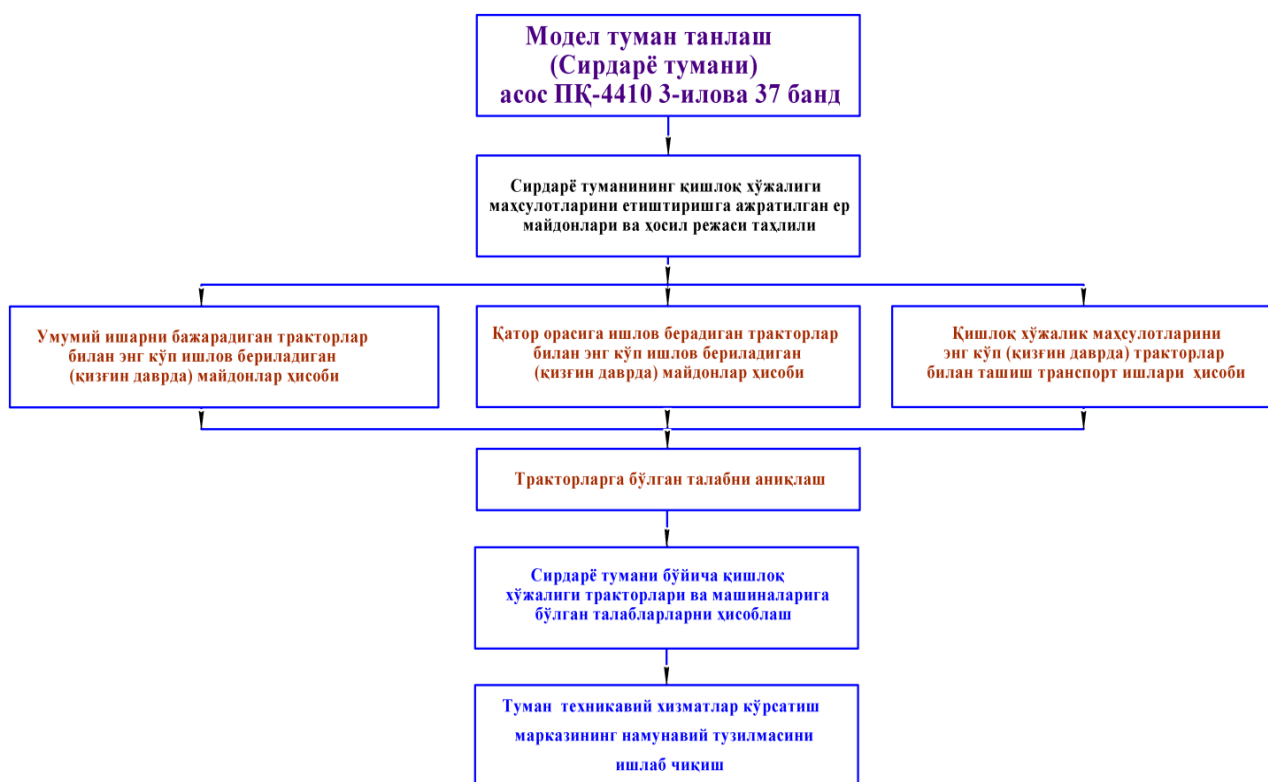 Модел туман танлаш
(Сирдарё тумани)
асос ПҚ-4410 3-илова 37 банд
Сирдарё туманининг қишлоқ хўжалиги
маҳсулотларини етиштиришга ажратилган ер
майдонлари ва ҳосил режаси таҳлили
Умумий ишарни бажарадиган тракторлар
билан энг кўп ишлов бериладиган
(қизғин даврда) майдонлар ҳисоби
Қатор орасига ишлов берадиган тракторлар
билан энг кўп ишлов бериладиган
(қизғин даврда) майдонлар ҳисоби
Қишлоқ хўжалик маҳсулотларини
энг кўп (қизғин даврда) тракторлар
билан ташиш транспорт ишлари ҳисоби
Тракторларга бўлган талабни аниқлаш
Сирдарё тумани бўйича қишлоқ
хўжалиги тракторлари ва машиналарига
бўлган талабларларни ҳисоблаш
Туман техникавий хизматлар кўрсатиш
марказининг намунавий тузилмасини
ишлаб чиқиш